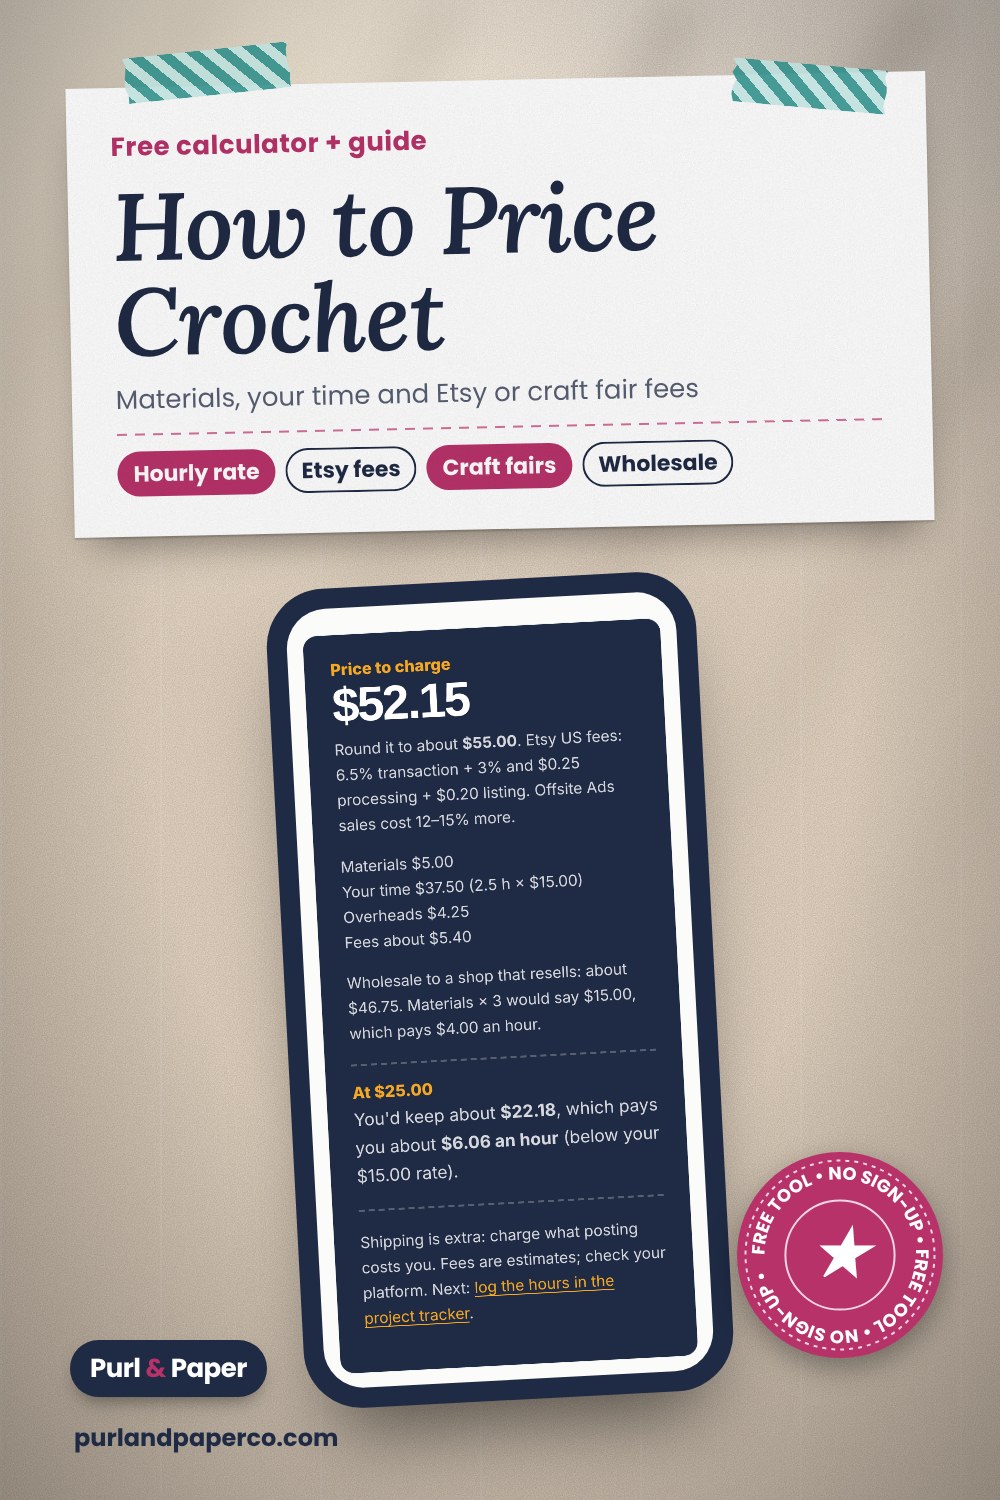 Free calculator + guide
How to Price
Crochet
Materials, your time and Etsy or craft fair fees
Hourly rate
Etsy fees
Craft fairs
Wholesale
Price to charge
$52.15
Round it to about $55.00. Etsy US fees:
6.5% transaction + 3% and $0.25
processing + $0.20 listing. Offsite Ads
sales cost 12–15% more.
Materials $5.00
Your time $37.50 (2.5 h × $15.00)
Overheads $4.25
Fees about $5.40
Wholesale to a shop that resells: about
$46.75. Materials × 3 would say $15.00,
which pays $4.00 an hour.
At $25.00
You'd keep about $22.18, which pays
you about $6.06 an hour (below your
$15.00 rate).
Shipping is extra: charge what posting
costs you. Fees are estimates; check your
platform. Next: log the hours in the
project tracker.
FREE TOOL • NO SIGN-UP • FREE TOOL • NO SIGN-UP •
Purl & Paper
purlandpaperco.com